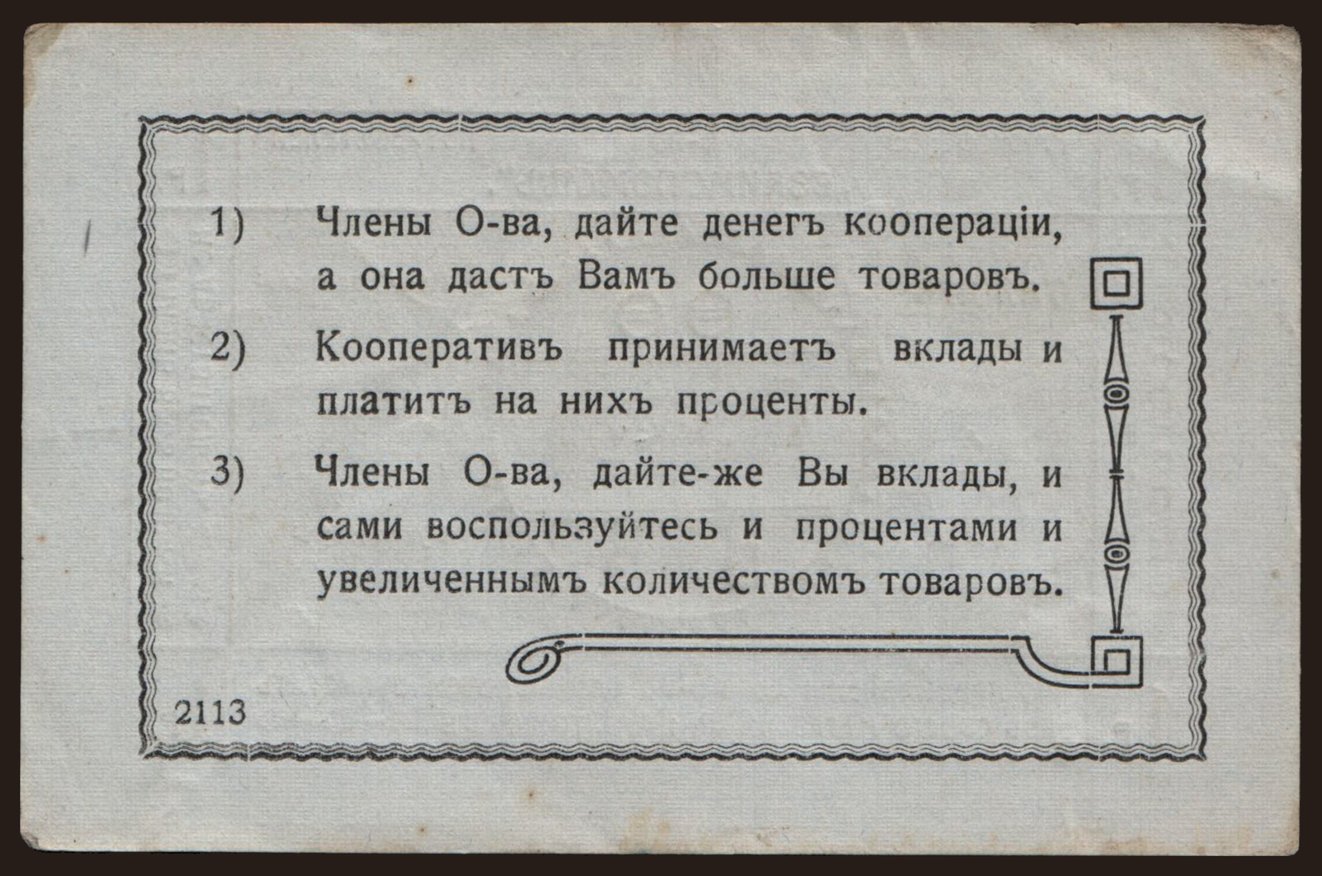 1) Члены О-ва, дайте денегъ коопераціи,
а она дастъ Вамъ больше товаровъ.
2) Кооперативъ принимаетъ вклады и
платитъ на нихъ проценты.
3) Члены О-ва, дайте-же Вы вклады, и
сами воспользуйтесь и процентами и
увеличеннымъ количествомъ товаровъ.
2113